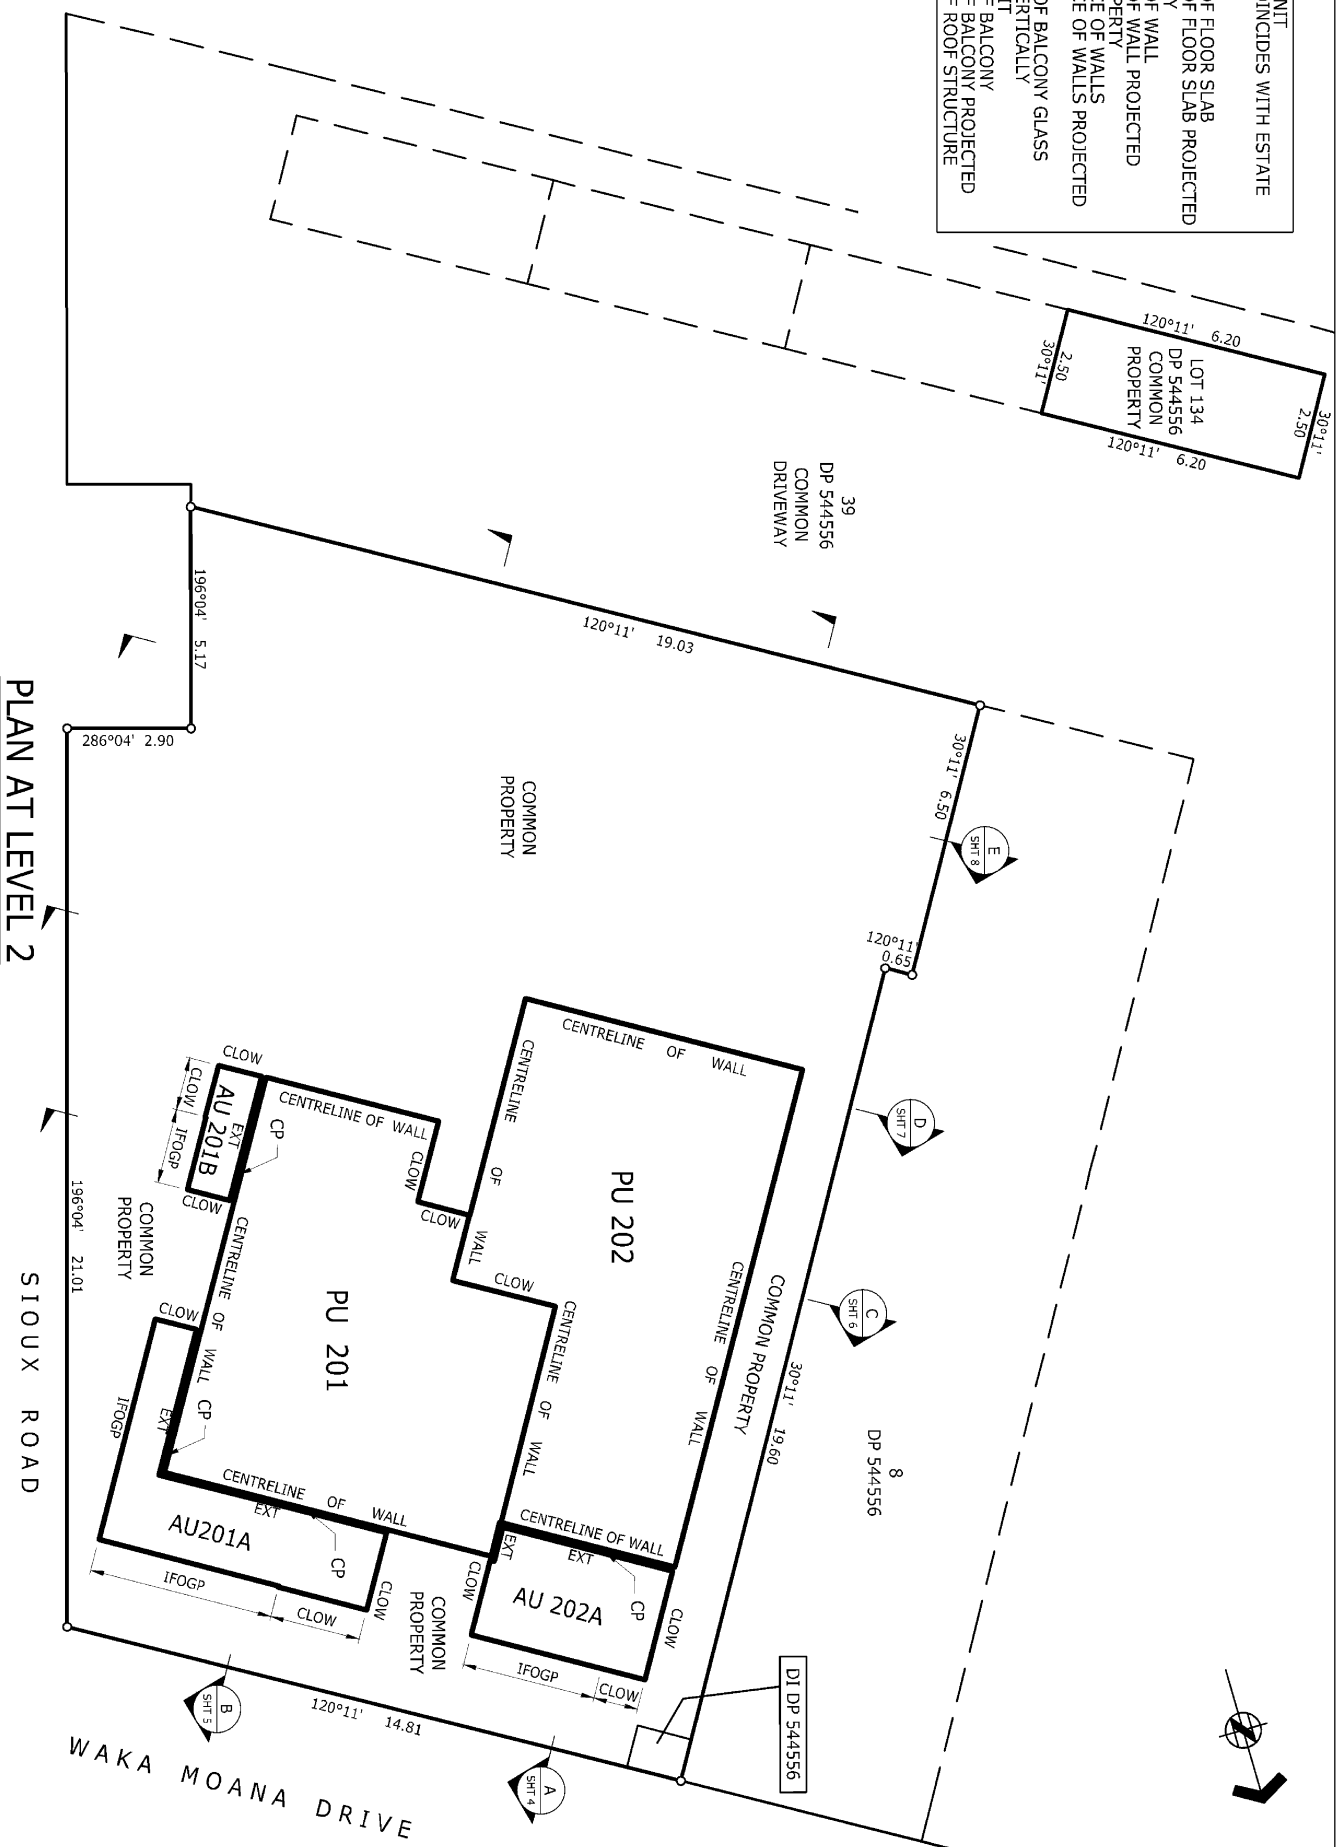 NIT
OINCIDES WITH ESTATE
OF FLOOR SLAB
OF FLOOR SLAB PROJECTED
Y
OF WALL
OF WALL PROJECTED
PERTY
CE OF WALLS
CE OF WALLS PROJECTED
OF BALCONY GLASS
ERTICALLY
IT
F BALCONY
F BALCONY PROJECTED
F ROOF STRUCTURE
120°11' 6.20
30°11'
2.50
LOT 134
DP 544556
COMMON
PROPERTY
2.50
30°11'
120°11' 6.20
39
DP 544556
COMMON
DRIVEWAY
120°11' 19.03
196°04' 5.17
286°04' 2.90
30°11' 6.50
E
SHT 8
120°11'
0.65
COMMON
PROPERTY
D
SHT 7
C
SHT 6
30°11' 19.60
8
DP 544556
COMMON PROPERTY
CENTRELINE OF WALL
CENTRELINE OF WALL
CENTRELINE OF WALL
PU 202
CLOW
CENTRELINE OF WALL
CENTRELINE OF WALL
CLOW
CLOW
CENTRELINE OF WALL
PU 201
CENTRELINE OF WALL
CENTRELINE OF WALL
CLOW
CLOW
IFOGP
AU 201B
EXT
CP
CLOW
COMMON
PROPERTY
CLOW
IFOGP
EXT
CP
AU201A
EXT
CP
CLOW
IFOGP
CLOW
COMMON
PROPERTY
EXT
EXT
CP
AU 202A
CLOW
CLOW
IFOGP
CLOW
DI DP 544556
196°04' 21.01
120°11' 14.81
B
SHT 5
A
SHT 4
SIOUX ROAD
WAKA MOANA DRIVE
PLAN AT LEVEL 2